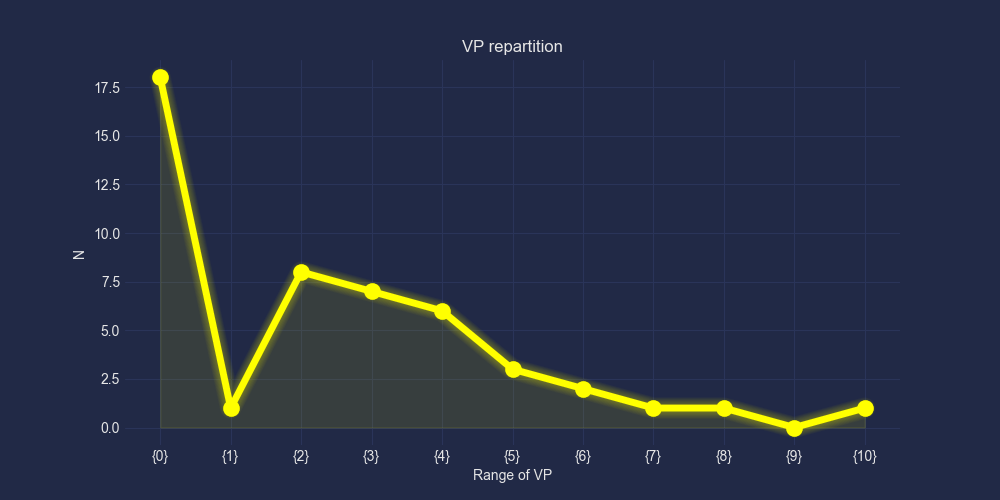 VP repartition
17.5
15.0
12.5
10.0
7.5
5.0
2.5
0.0
N
{0} {1} {2} {3} {4} {5} {6} {7} {8} {9} {10}
Range of VP